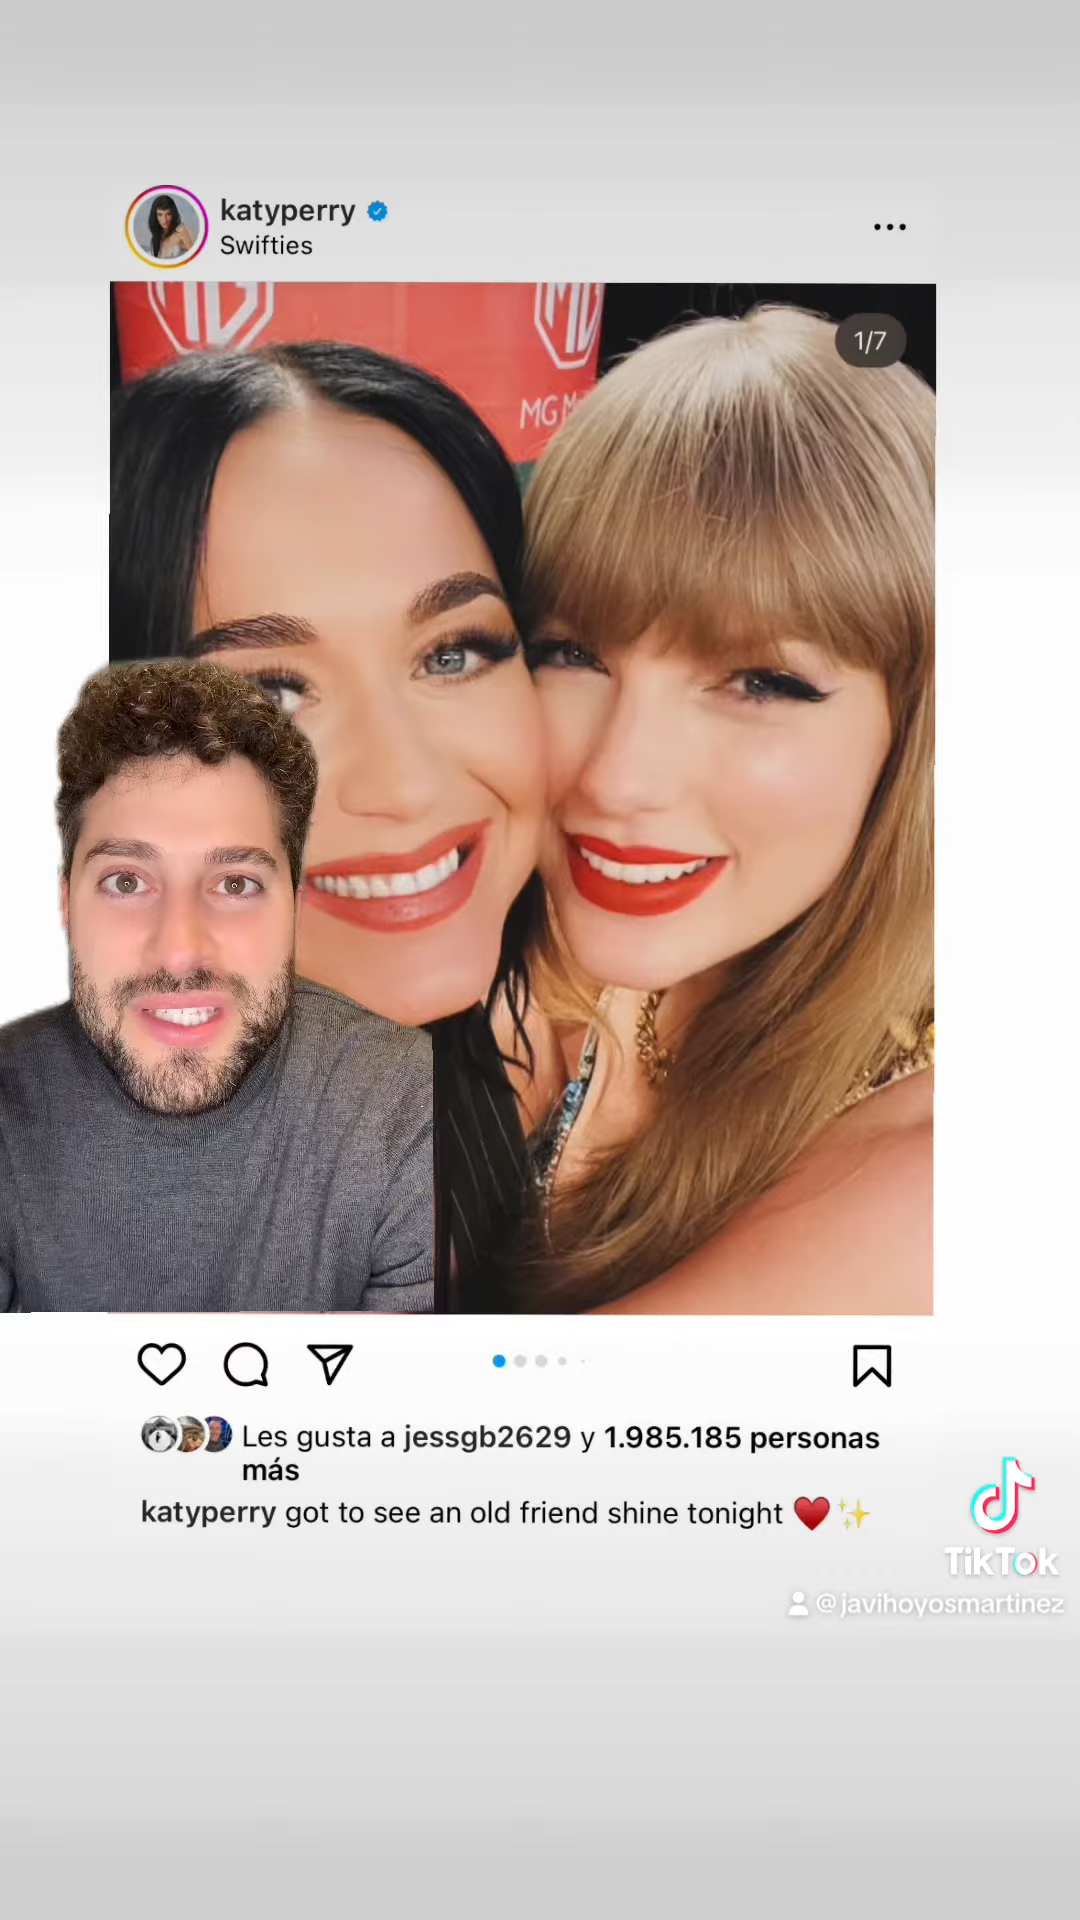 katyperry
Swifties
MG
MG
1/7
MG M
Les gusta a jessgb2629 y 1.985.185 personas
más
katyperry got to see an old friend shine tonight ♥️✨
TikTok
@javihoyosmartinez